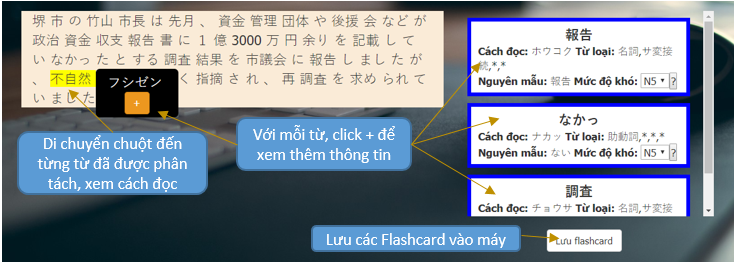 堺 市 の 竹山 市長 は 先月 、 資金 管理 団体 や 後援 会 など が
政治 資金 収支 報告 書 に 1 億 3000 万 円 余り を 記載 して
い なかっ た と する 調査 結果 を 市議会 に 報告 し まし た が
、 不自然 く 指摘 さ れ 、 再 調査 を 求め られ て
い まし た
フシゼン
+
Di chuyển chuột đến
từng từ đã được phân
tách, xem cách đọc
Với mỗi từ, click + để
xem thêm thông tin
報告
Cách đọc: ホウコク Từ loại: 名詞,サ変接
続,*,*
Nguyên mẫu: 報告 Mức độ khó: N5 ?
なかっ
Cách đọc: ナカッ Từ loại: 助動詞,*,*,*
Nguyên mẫu: ない Mức độ khó: N5 ?
調査
Cách đọc: チョウサ Từ loại: 名詞,サ変接
Lưu các Flashcard vào máy
Lưu flashcard